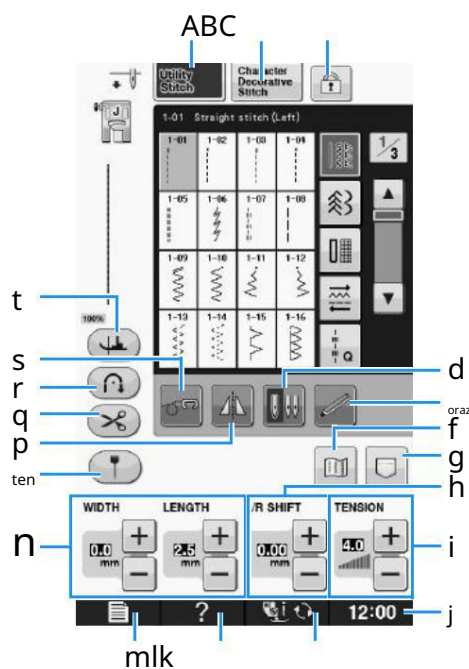 ABC
Utility Stitch
Character Decorative Stitch
J
1-01 Straight stitch (Left)
1-01 1-02 1-03 1-04
1/3
1-05 1-06 1-07 1-08
1-09 1-10 1-11 1-12
1-13 1-14 1-15 1-16
Q
100%
t
s
r
q
p
ten
d
oraz
f
g
h
WIDTH LENGTH /R SHIFT TENSION
n
0.0 mm
2.5 mm
0.00 mm
4.0
+ + + +
− − − −
i
? 12:00
j
mlk